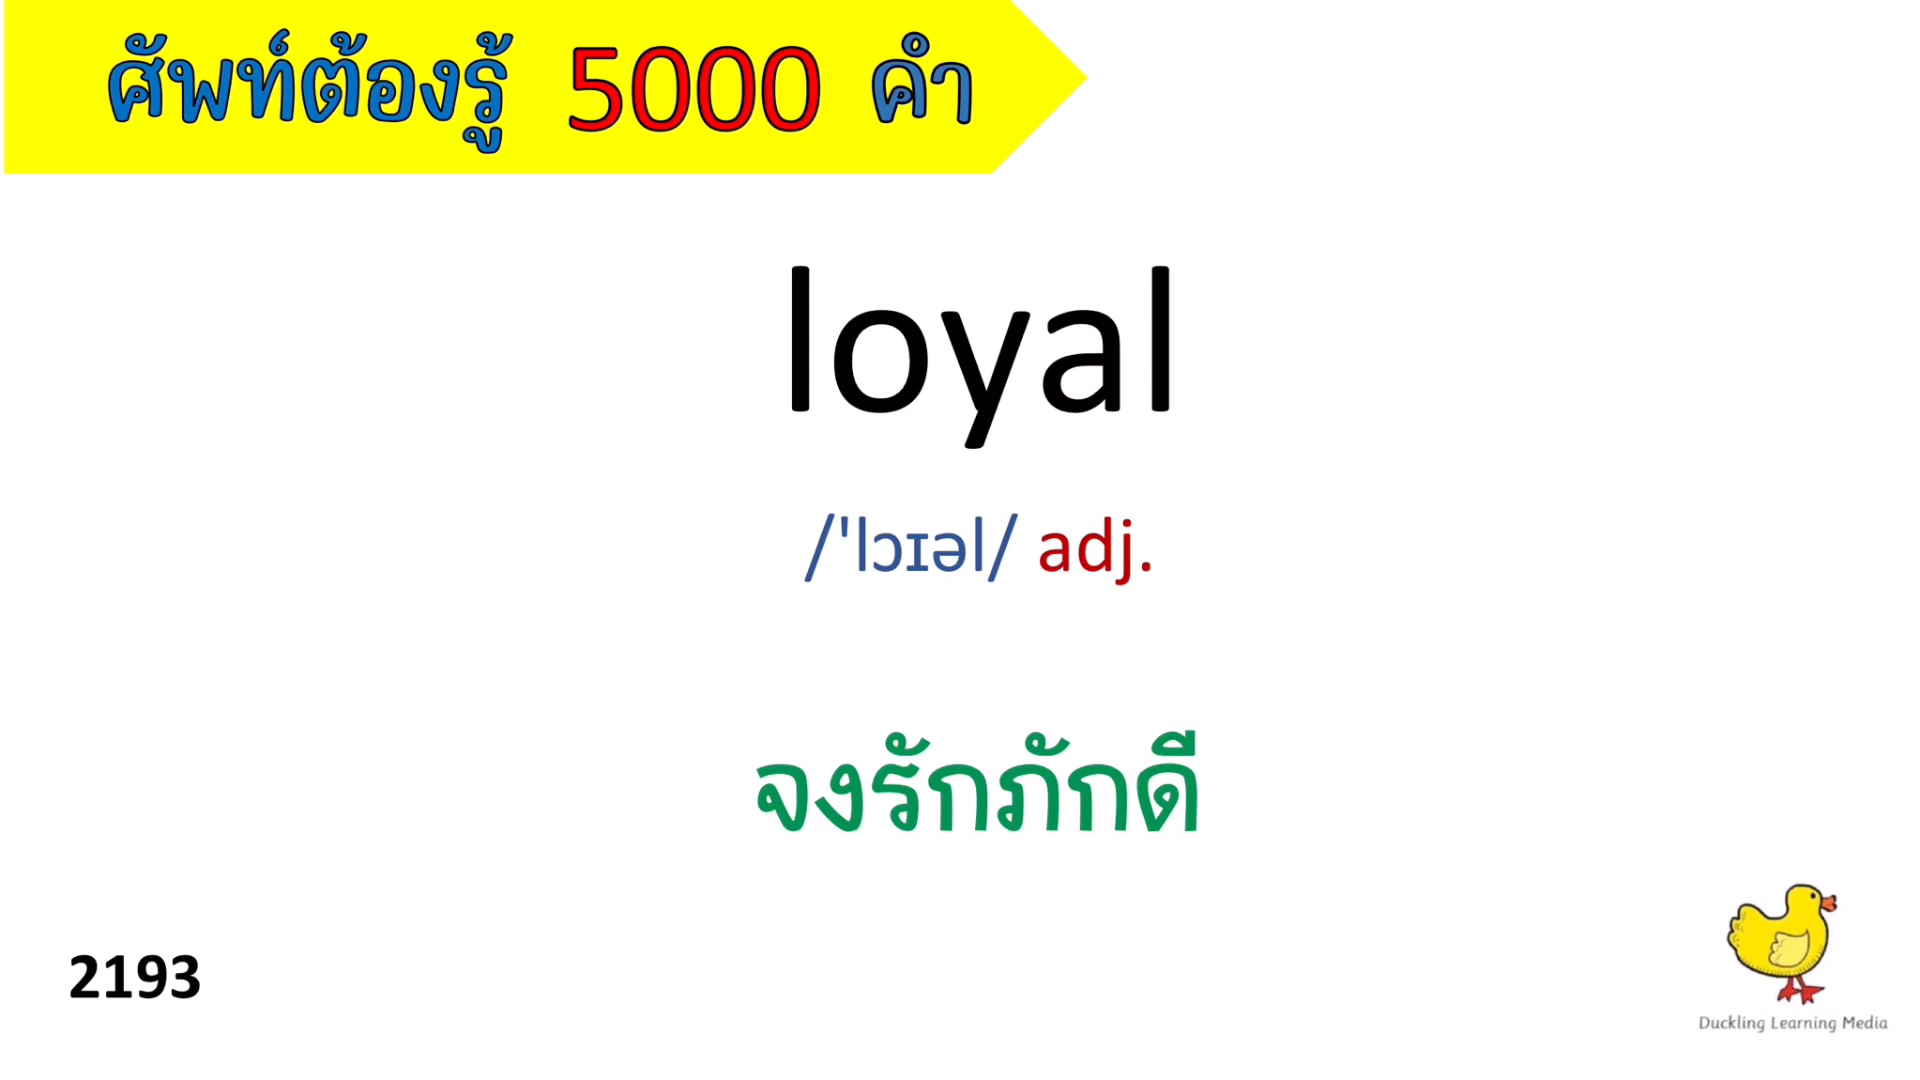 ศัพท์ต้องรู้ 5000 คำ
loyal
/ˈlɔɪəl/ adj.
จงรักภักดี
2193
Duckling Learning Media